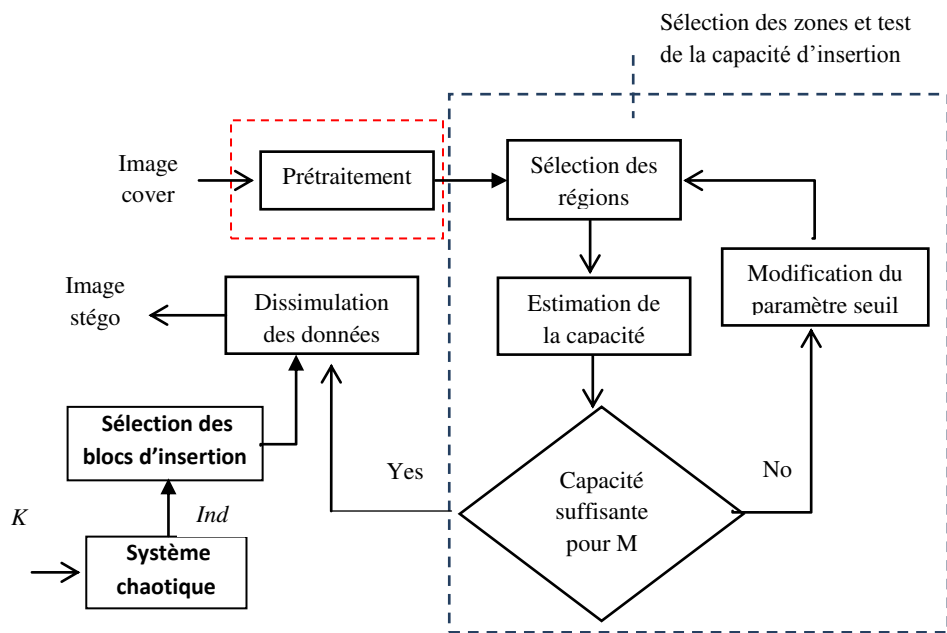 Sélection des zones et test
de la capacité d’insertion
Image
cover
Prétraitement
Sélection des
régions
Image
stégo
Dissimulation
des données
Estimation de
la capacité
Modification du
paramètre seuil
Sélection des
blocs d’insertion
Yes
Capacité
suffisante
pour M
No
K
Ind
Système
chaotique